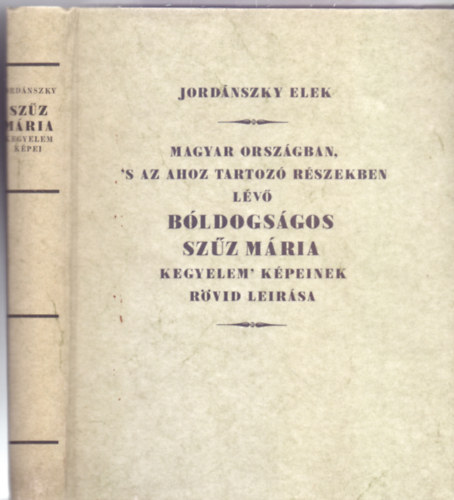 JORDÁNSZKY
SZŰZ
MÁRIA
KEGYELEM
KÉPEI
JORDÁNSZKY ELEK
MAGYAR ORSZÁGBAN,
'S AZ AHOZ TARTOZÓ RÉSZEKBEN
LÉVŐ
BÓLDOGSÁGOS
SZŰZ MÁRIA
KEGYELEM' KÉPEINEK
RÖVID LEIRÁSA